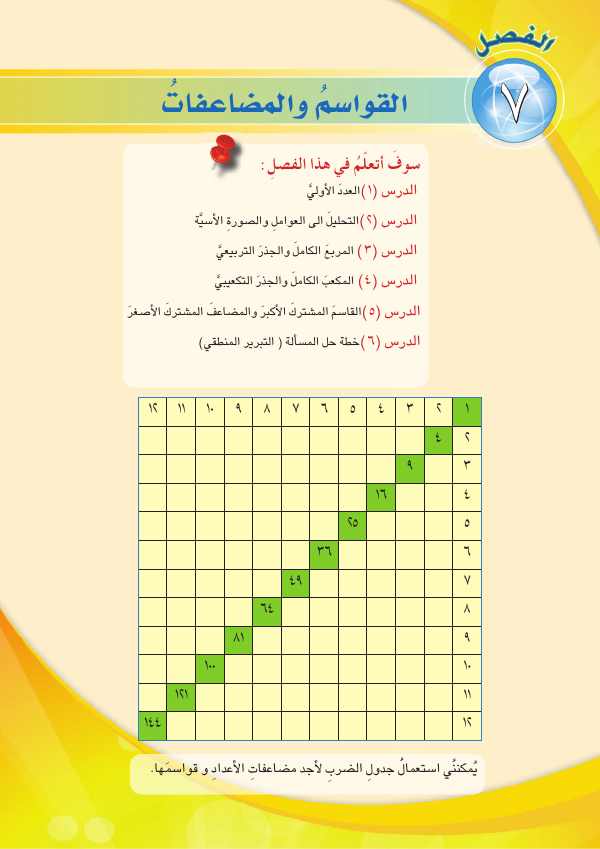 الفصل
٧
القواسمُ والمضاعفاتُ
سوفَ أتعلّمُ في هذا الفصلِ :
الدرس (١) العددَ الأوليَّ
الدرس (٢) التحليلَ الى العواملِ والصورةِ الأسيَّة
الدرس (٣) المربعَ الكاملَ والجذرَ التربيعيَّ
الدرس (٤) المكعبَ الكاملَ والجذرَ التكعيبيَّ
الدرس (٥) القاسمَ المشتركَ الأكبرَ والمضاعفَ المشتركَ الأصغرَ
الدرس (٦) خطة حل المسألة ( التبرير المنطقي)
١ ٢ ٣ ٤ ٥ ٦ ٧ ٨ ٩ ١٠ ١١ ١٢
٢ ٤
٣ ٩
٤ ١٦
٥ ٢٥
٦ ٣٦
٧ ٤٩
٨ ٦٤
٩ ٨١
١٠ ١٠٠
١١ ١٢١
١٢ ١٤٤
يُمكننُي استعمالُ جدولِ الضربِ لأجد مضاعفاتِ الأعدادِ و قواسمَها.